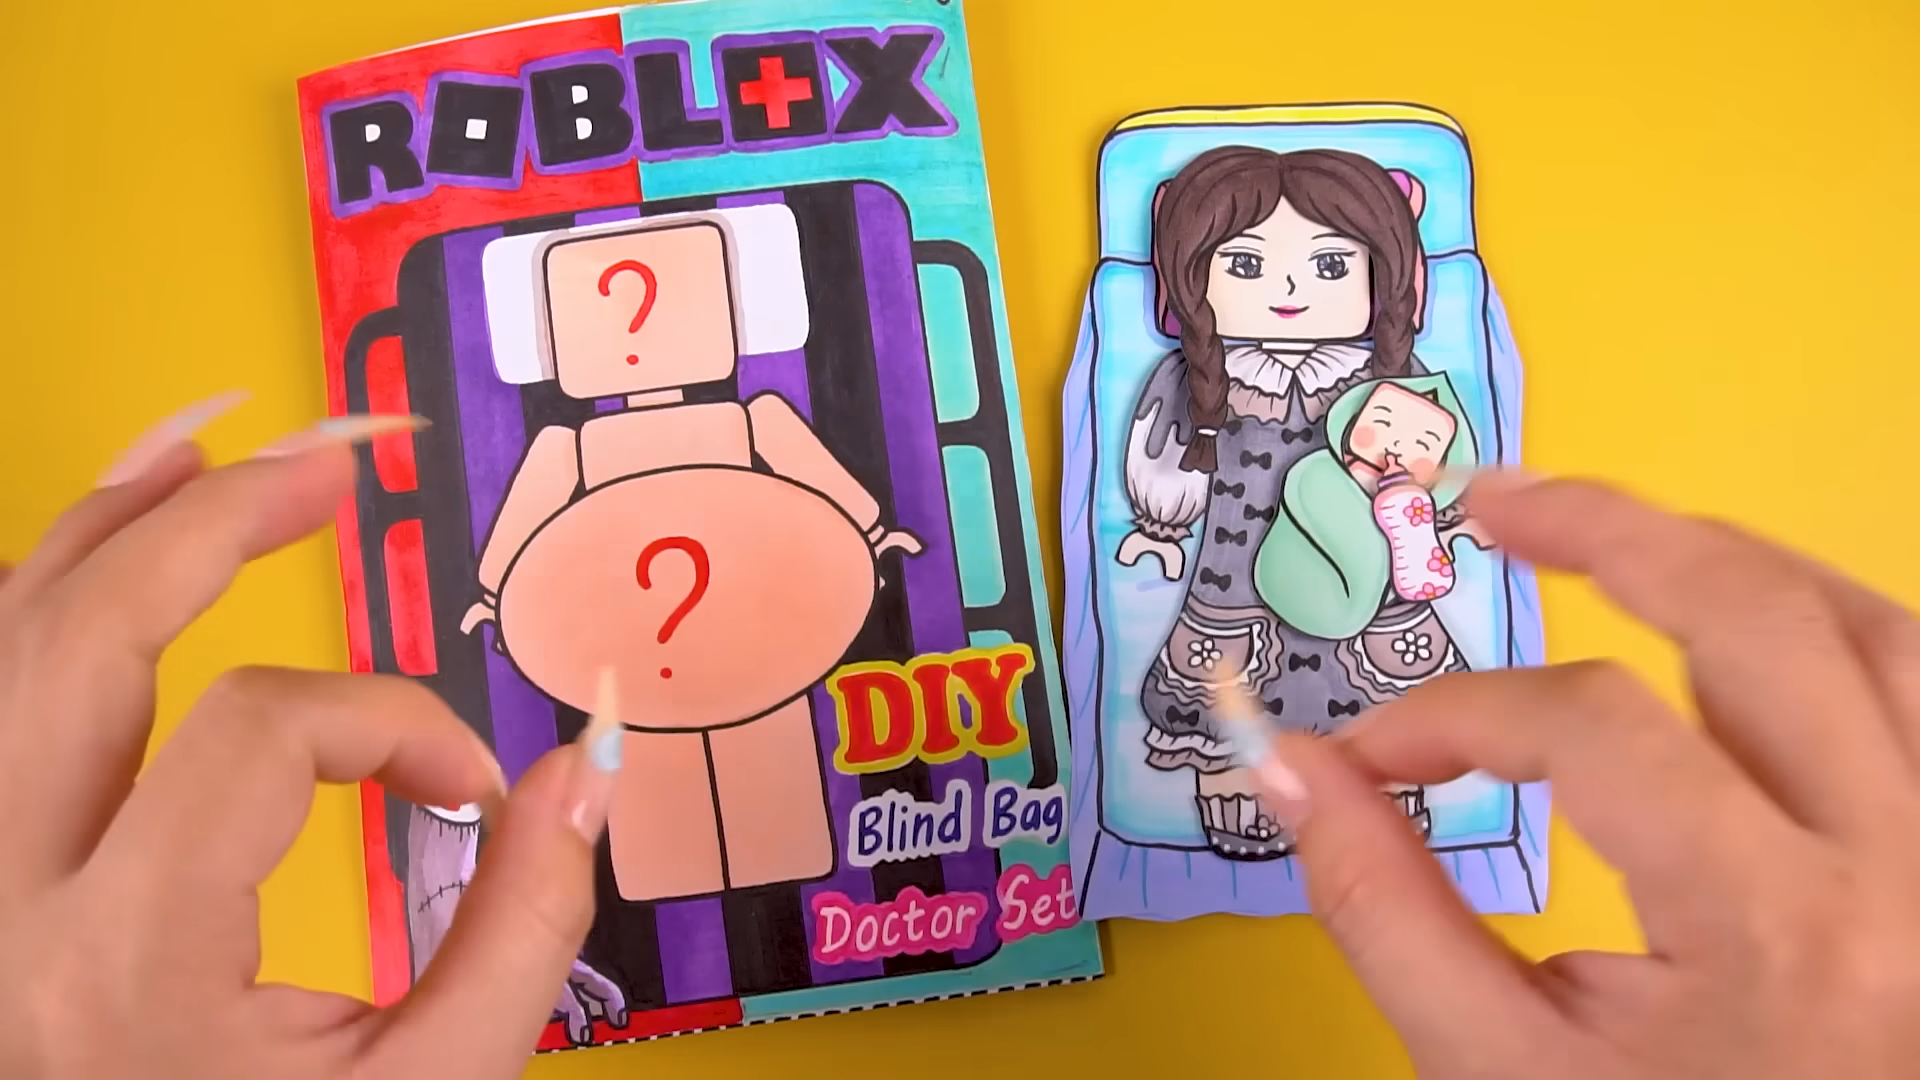 ROBLOX
?
?
DIY
Blind Bag
Doctor Set